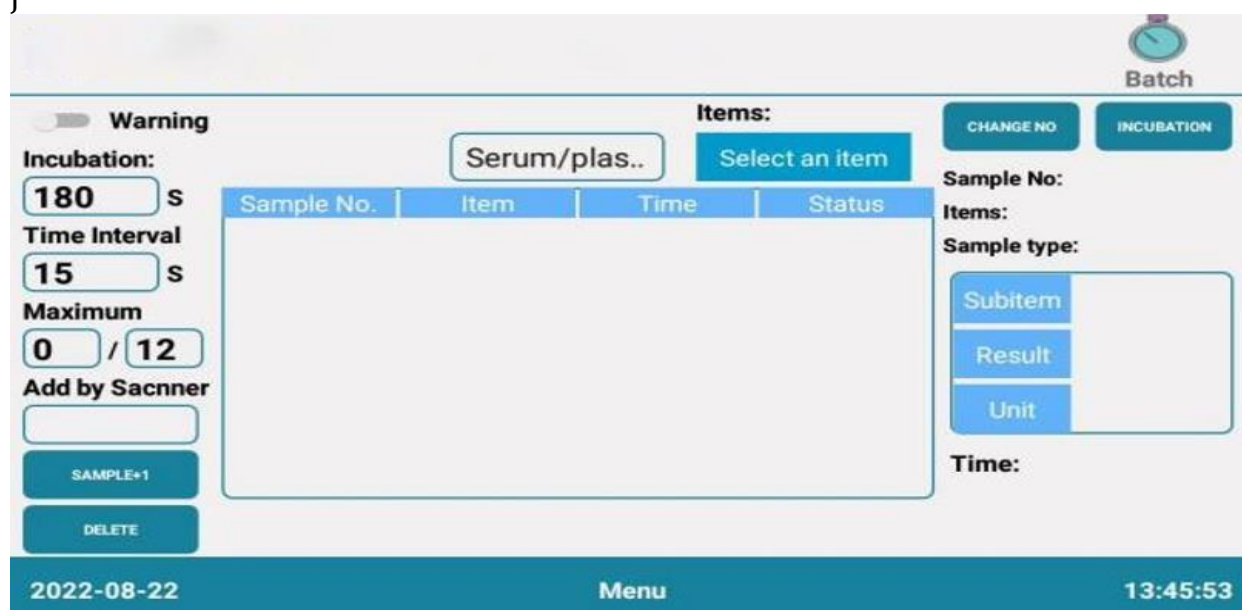 Batch
Warning
Items:
CHANGE NO
INCUBATION
Serum/plas..
Select an item
Incubation:
180 s
Sample No.
Item
Time
Status
Sample No:
Items:
Sample type:
Time Interval
15 s
Maximum
0 / 12
Add by Sacnner
Subitem
Result
Unit
SAMPLE+1
DELETE
Time:
2022-08-22
Menu
13:45:53